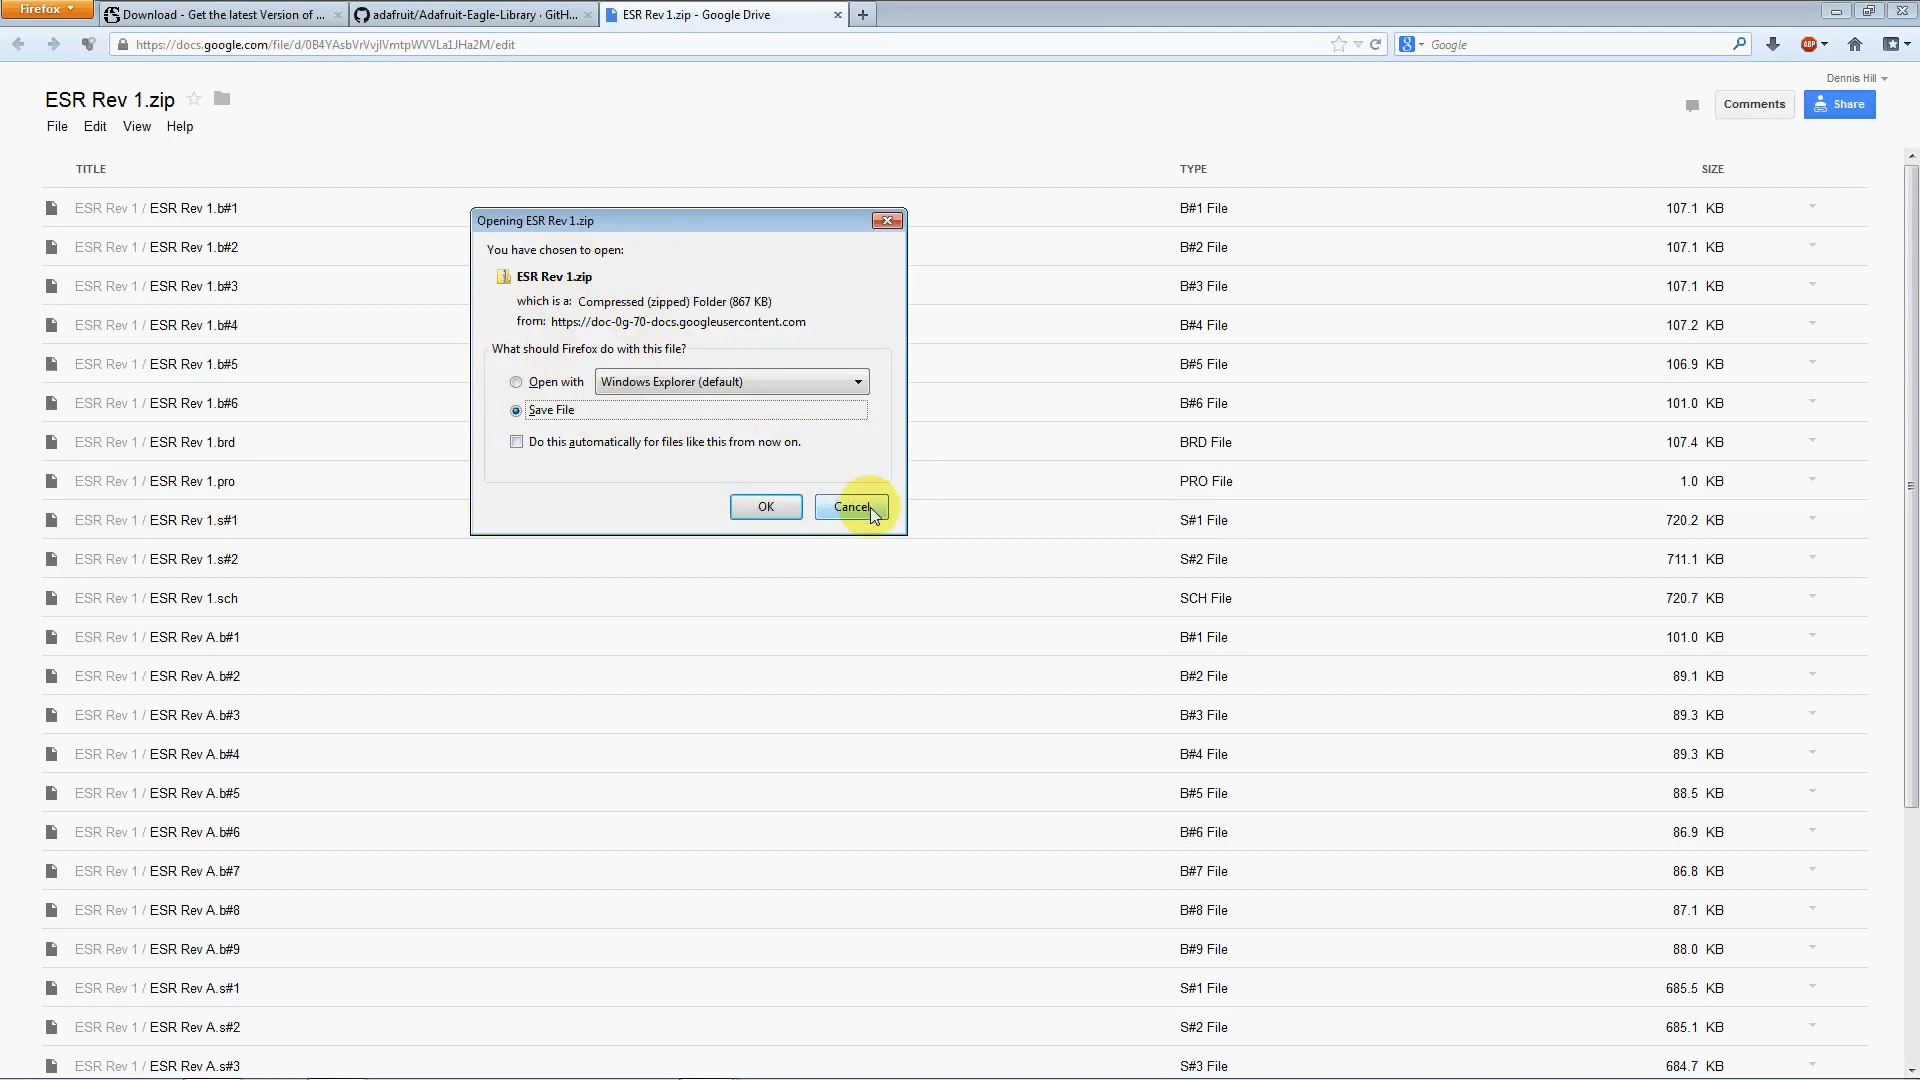 Firefox
Download - Get the latest Version of ...
adafruit/Adafruit-Eagle-Library · GitH...
ESR Rev 1.zip - Google Drive
https://docs.google.com/file/d/0B4YAsbVrVvjlVmtpWVVLa1JHa2M/edit
Google
ABP
Dennis Hill
ESR Rev 1.zip
Comments
Share
File Edit View Help
TITLE TYPE SIZE
ESR Rev 1 / ESR Rev 1.b#1 B#1 File 107.1 KB
ESR Rev 1 / ESR Rev 1.b#2 B#2 File 107.1 KB
ESR Rev 1 / ESR Rev 1.b#3 B#3 File 107.1 KB
ESR Rev 1 / ESR Rev 1.b#4 B#4 File 107.2 KB
ESR Rev 1 / ESR Rev 1.b#5 B#5 File 106.9 KB
ESR Rev 1 / ESR Rev 1.b#6 B#6 File 101.0 KB
ESR Rev 1 / ESR Rev 1.brd BRD File 107.4 KB
ESR Rev 1 / ESR Rev 1.pro PRO File 1.0 KB
ESR Rev 1 / ESR Rev 1.s#1 S#1 File 720.2 KB
ESR Rev 1 / ESR Rev 1.s#2 S#2 File 711.1 KB
ESR Rev 1 / ESR Rev 1.sch SCH File 720.7 KB
ESR Rev 1 / ESR Rev A.b#1 B#1 File 101.0 KB
ESR Rev 1 / ESR Rev A.b#2 B#2 File 89.1 KB
ESR Rev 1 / ESR Rev A.b#3 B#3 File 89.3 KB
ESR Rev 1 / ESR Rev A.b#4 B#4 File 89.3 KB
ESR Rev 1 / ESR Rev A.b#5 B#5 File 88.5 KB
ESR Rev 1 / ESR Rev A.b#6 B#6 File 86.9 KB
ESR Rev 1 / ESR Rev A.b#7 B#7 File 86.8 KB
ESR Rev 1 / ESR Rev A.b#8 B#8 File 87.1 KB
ESR Rev 1 / ESR Rev A.b#9 B#9 File 88.0 KB
ESR Rev 1 / ESR Rev A.s#1 S#1 File 685.5 KB
ESR Rev 1 / ESR Rev A.s#2 S#2 File 685.1 KB
ESR Rev 1 / ESR Rev A.s#3 S#3 File 684.7 KB
Opening ESR Rev 1.zip
You have chosen to open:
ESR Rev 1.zip
which is a: Compressed (zipped) Folder (867 KB)
from: https://doc-0g-70-docs.googleusercontent.com
What should Firefox do with this file?
Open with Windows Explorer (default)
Save File
Do this automatically for files like this from now on.
OK Cancel